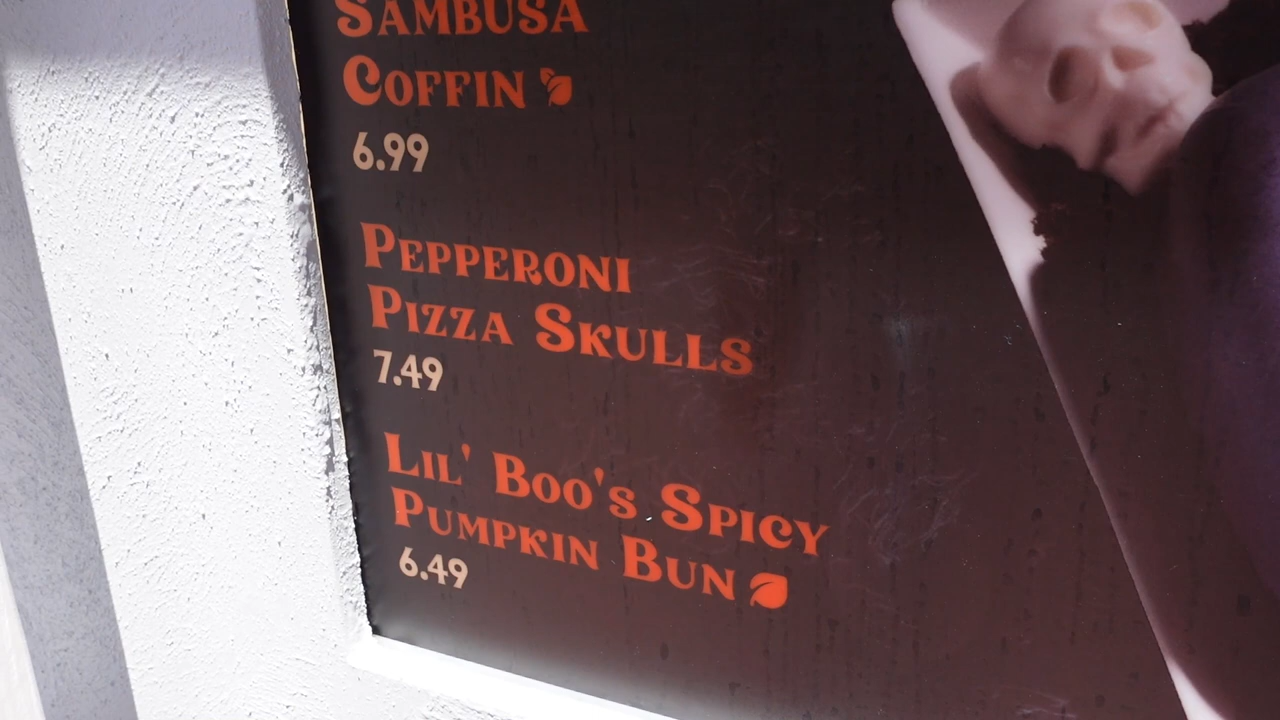 Sambusa
Coffin
6.99
Pepperoni
Pizza Skulls
7.49
Lil' Boo's Spicy
Pumpkin Bun
6.49